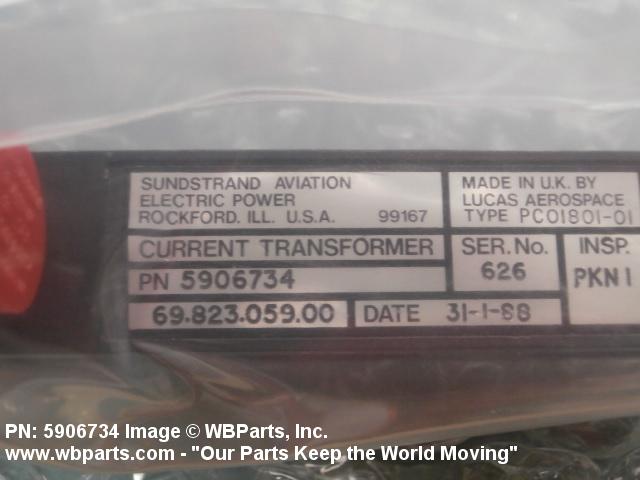 SUNDSTRAND AVIATION
ELECTRIC POWER
ROCKFORD. ILL. U.S.A. 99167
MADE IN U.K. BY
LUCAS AEROSPACE
TYPE PC01801-01
CURRENT TRANSFORMER
PN 5906734
SER. No.
626
INSP.
PKN 1
69.823.059.00
DATE 31-1-88
PN: 5906734 Image © WBParts, Inc.
www.wbparts.com - "Our Parts Keep the World Moving"